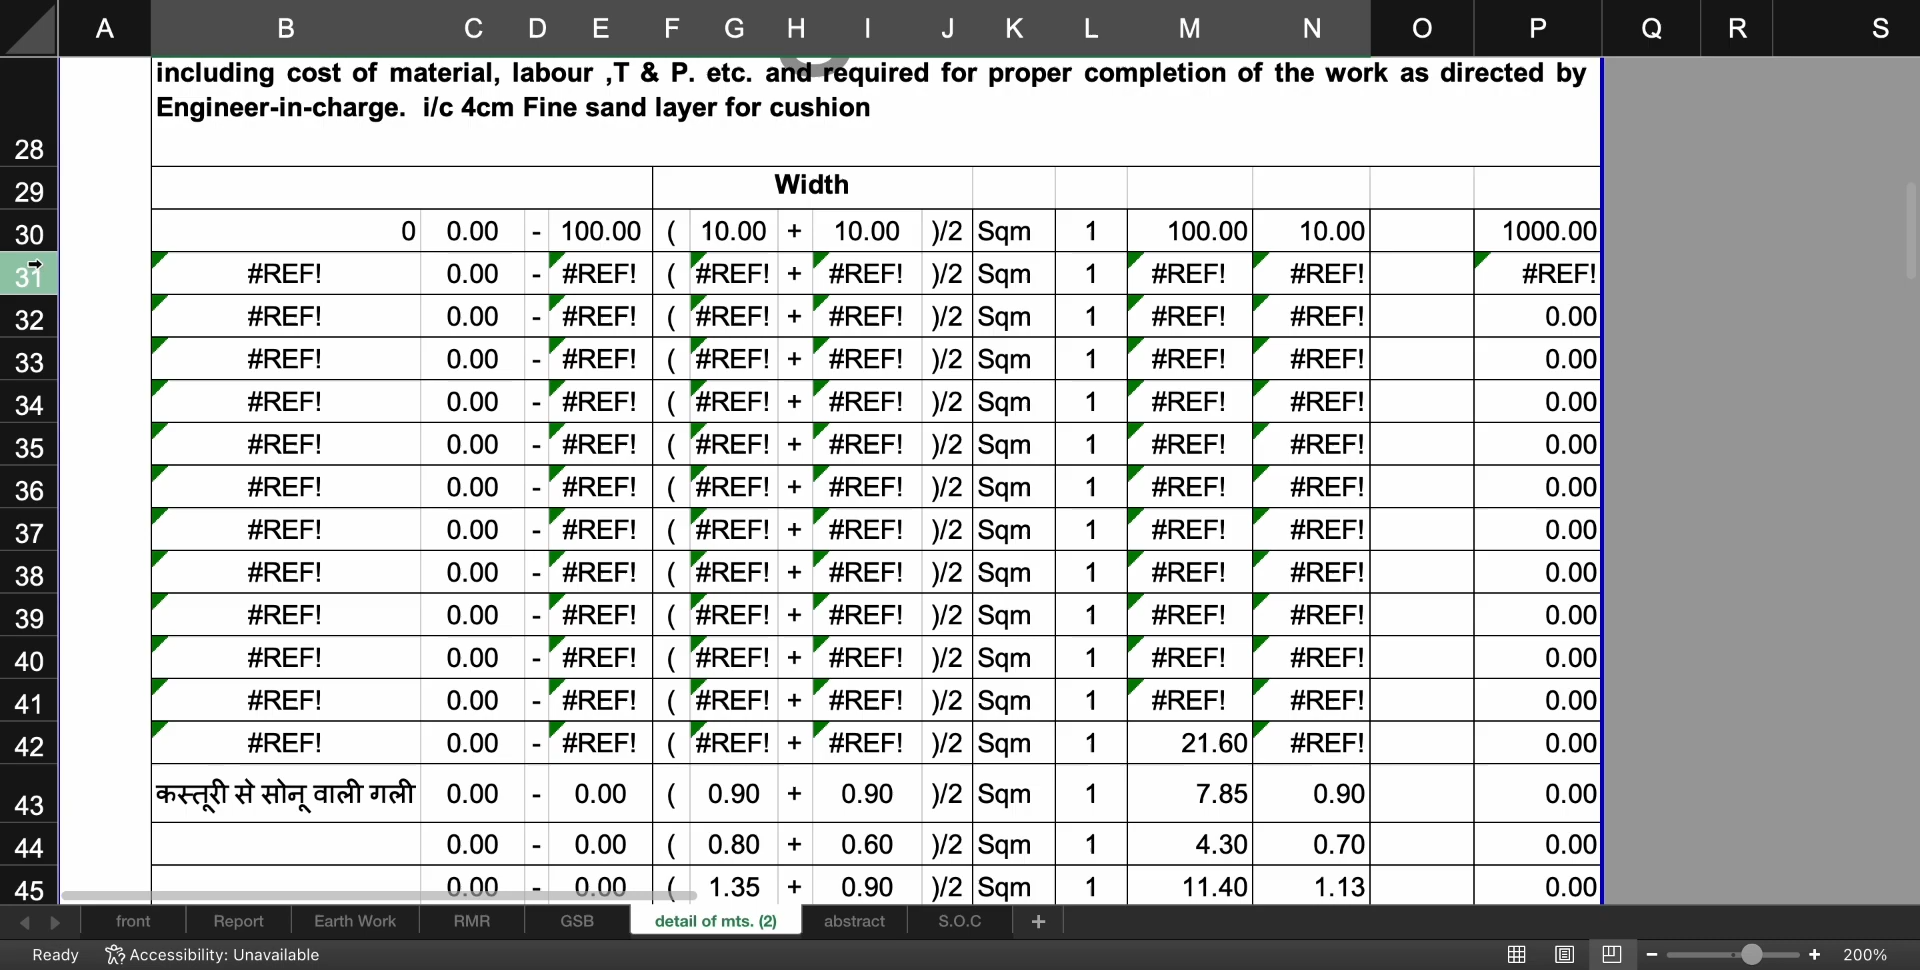 A B C D E F G H I J K L M N O P Q R S
including cost of material, labour ,T & P. etc. and required for proper completion of the work as directed by
Engineer-in-charge. i/c 4cm Fine sand layer for cushion
28
29 Width
30 0 0.00 - 100.00 ( 10.00 + 10.00 )/2 Sqm 1 100.00 10.00 1000.00
31 #REF! 0.00 - #REF! ( #REF! + #REF! )/2 Sqm 1 #REF! #REF! #REF!
32 #REF! 0.00 - #REF! ( #REF! + #REF! )/2 Sqm 1 #REF! #REF! 0.00
33 #REF! 0.00 - #REF! ( #REF! + #REF! )/2 Sqm 1 #REF! #REF! 0.00
34 #REF! 0.00 - #REF! ( #REF! + #REF! )/2 Sqm 1 #REF! #REF! 0.00
35 #REF! 0.00 - #REF! ( #REF! + #REF! )/2 Sqm 1 #REF! #REF! 0.00
36 #REF! 0.00 - #REF! ( #REF! + #REF! )/2 Sqm 1 #REF! #REF! 0.00
37 #REF! 0.00 - #REF! ( #REF! + #REF! )/2 Sqm 1 #REF! #REF! 0.00
38 #REF! 0.00 - #REF! ( #REF! + #REF! )/2 Sqm 1 #REF! #REF! 0.00
39 #REF! 0.00 - #REF! ( #REF! + #REF! )/2 Sqm 1 #REF! #REF! 0.00
40 #REF! 0.00 - #REF! ( #REF! + #REF! )/2 Sqm 1 #REF! #REF! 0.00
41 #REF! 0.00 - #REF! ( #REF! + #REF! )/2 Sqm 1 #REF! #REF! 0.00
42 #REF! 0.00 - #REF! ( #REF! + #REF! )/2 Sqm 1 21.60 #REF! 0.00
43 कस्तूरी से सोनू वाली गली 0.00 - 0.00 ( 0.90 + 0.90 )/2 Sqm 1 7.85 0.90 0.00
44 0.00 - 0.00 ( 0.80 + 0.60 )/2 Sqm 1 4.30 0.70 0.00
45 0.00 - 0.00 ( 1.35 + 0.90 )/2 Sqm 1 11.40 1.13 0.00
front Report Earth Work RMR GSB detail of mts. (2) abstract S.O.C +
Ready Accessibility: Unavailable − + 200%